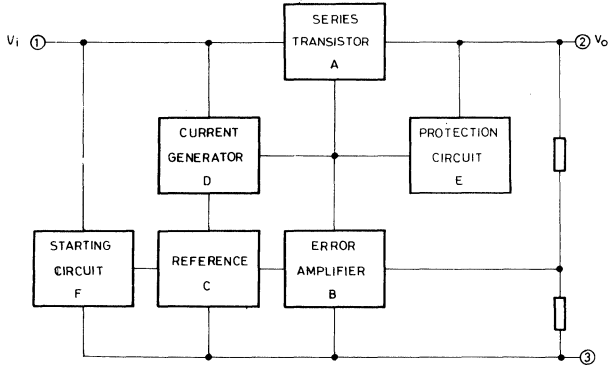 SERIES
TRANSISTOR
A
Vi 1
2 Vo
CURRENT
GENERATOR
D
PROTECTION
CIRCUIT
E
STARTING
CIRCUIT
F
REFERENCE
C
ERROR
AMPLIFIER
B
3